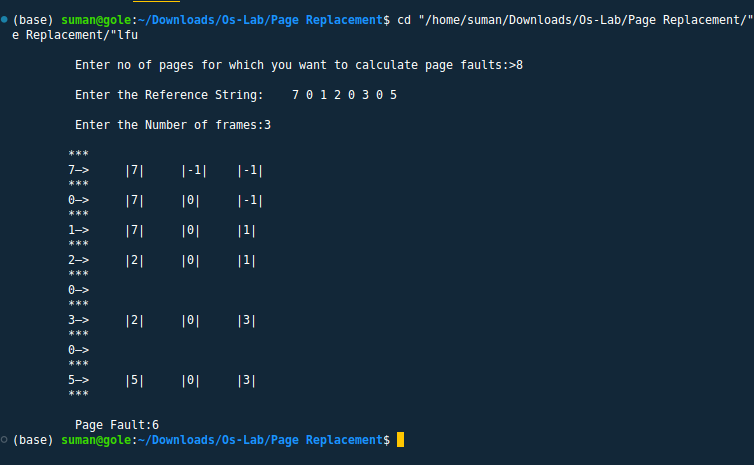 (base) suman@gole:~/Downloads/Os-Lab/Page Replacement$ cd "/home/suman/Downloads/Os-Lab/Page Replacement/"
e Replacement/"lfu
Enter no of pages for which you want to calculate page faults:>8
Enter the Reference String:    7 0 1 2 0 3 0 5
Enter the Number of frames:3
***
7—>     |7|     |-1|    |-1|
***
0—>     |7|     |0|     |-1|
***
1—>     |7|     |0|     |1|
***
2—>     |2|     |0|     |1|
***
0—>
***
3—>     |2|     |0|     |3|
***
0—>
***
5—>     |5|     |0|     |3|
***
Page Fault:6
(base) suman@gole:~/Downloads/Os-Lab/Page Replacement$